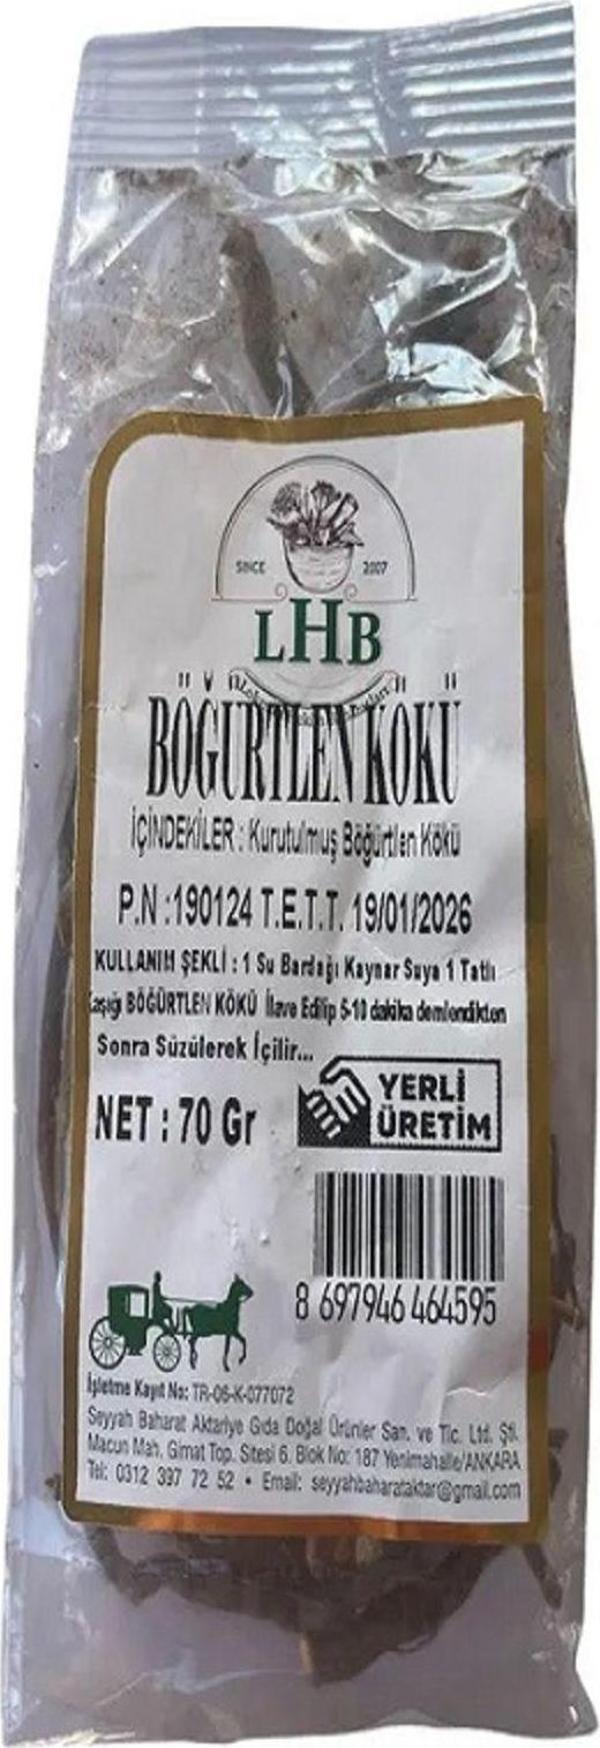 SINCE 2007
LHB
BÖĞÜRTLEN KÖKÜ
İÇİNDEKİLER : Kurutulmuş Böğürtlen Kökü
P.N :190124 T.E.T.T. 19/01/2026
KULLANIM ŞEKLİ : 1 Su Bardağı Kaynar Suya 1 Tatlı
Kaşığı BÖĞÜRTLEN KÖKÜ İlave Edilip 5-10 dakika demlendikten
Sonra Süzülerek İçilir...
NET : 70 Gr
YERLİ
ÜRETİM
8 697946 464595
İşletme Kayıt No: TR-06-K-077072
Seyyah Baharat Aktariye Gıda Doğal Ürünler San. ve Tic. Ltd. Şti.
Macun Mah. Gimat Top. Sitesi 6. Blok No: 187 Yenimahalle/ANKARA
Tel: 0312 397 72 52 • Email: seyyahbaharataktar@gmail.com